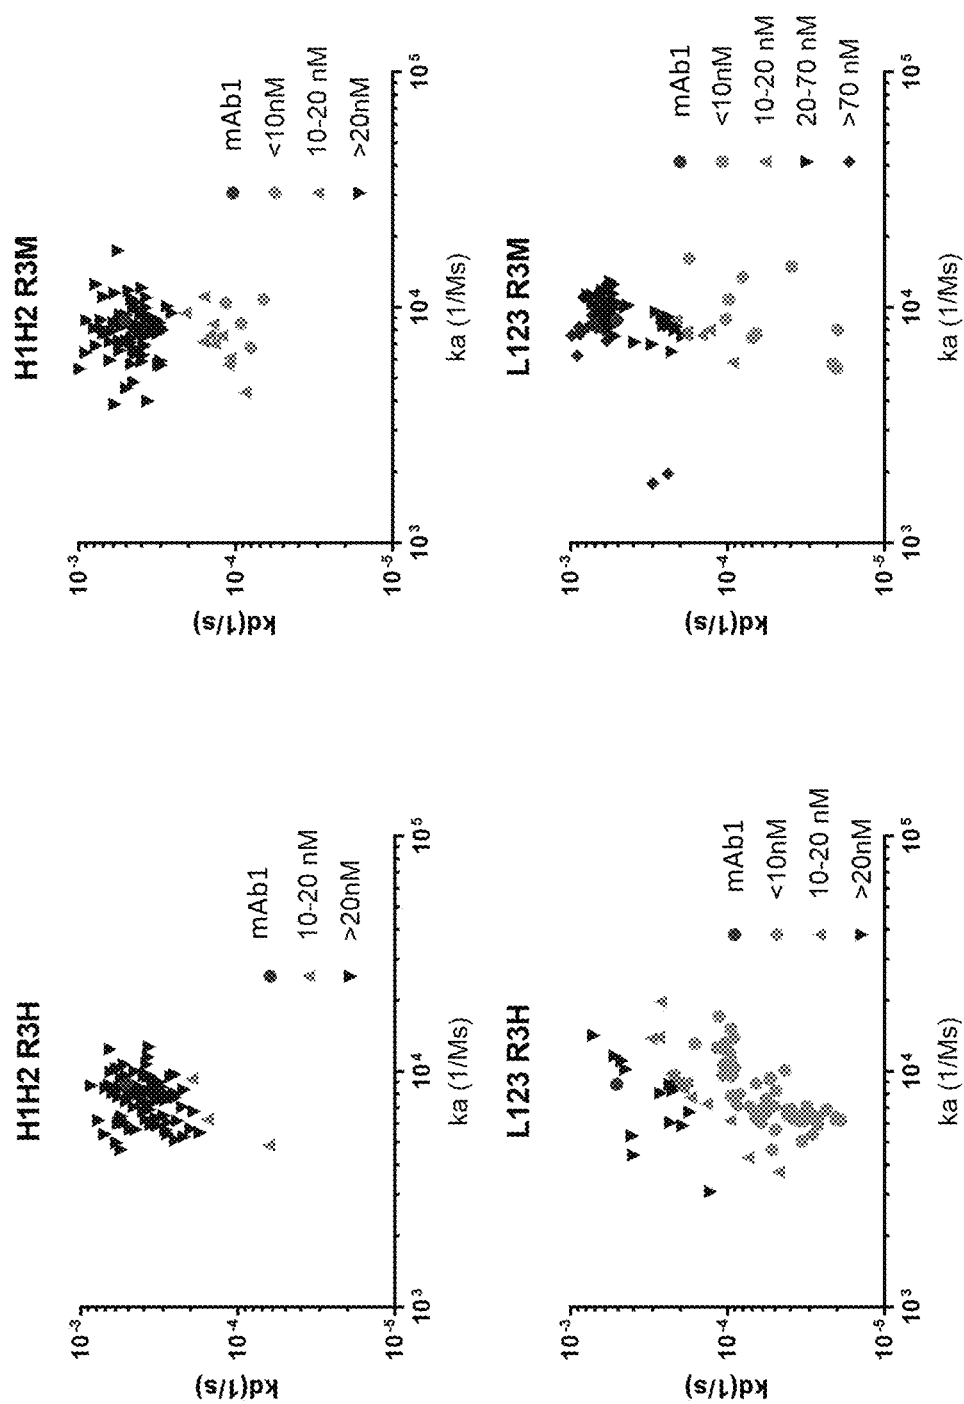 H1H2 R3H
kd(1/s)
10⁻³
10⁻⁴
10⁻⁵
mAb1
10-20 nM
>20nM
10³
10⁴
10⁵
ka (1/Ms)
H1H2 R3M
kd(1/s)
10⁻³
10⁻⁴
10⁻⁵
mAb1
<10nM
10-20 nM
>20nM
10³
10⁴
10⁵
ka (1/Ms)
L123 R3H
kd(1/s)
10⁻³
10⁻⁴
10⁻⁵
mAb1
<10nM
10-20 nM
>20nM
10³
10⁴
10⁵
ka (1/Ms)
L123 R3M
kd(1/s)
10⁻³
10⁻⁴
10⁻⁵
mAb1
<10nM
10-20 nM
20-70 nM
>70 nM
10³
10⁴
10⁵
ka (1/Ms)